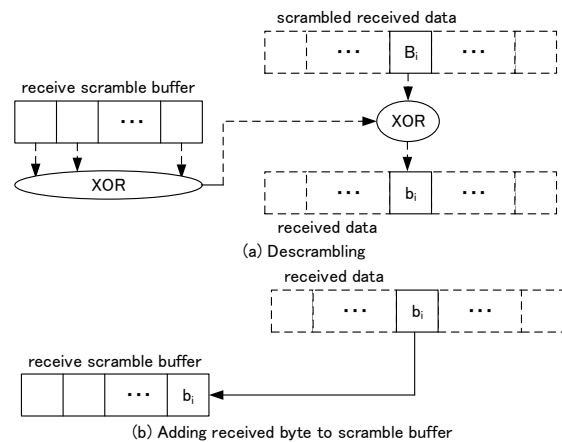 scrambled received data
··· Bᵢ ···
receive scramble buffer
···
XOR
XOR
··· bᵢ ···
received data
(a) Descrambling
received data
··· bᵢ ···
receive scramble buffer
··· bᵢ
(b) Adding received byte to scramble buffer